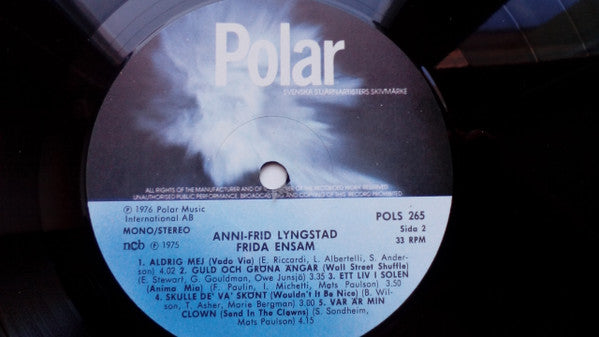 Polar
SVENSKA STJÄRNARTISTERS SKIVMÄRKE
ALL RIGHTS OF THE MANUFACTURER AND OF THE OWNER OF THE RECORDED WORK RESERVED
UNAUTHORISED PUBLIC PERFORMANCE, BROADCASTING AND COPYING OF THIS RECORD PROHIBITED
Ⓟ 1976 Polar Music
International AB
MONO/STEREO
ncb Ⓟ 1975
POLS 265
Sida 2
33 RPM
ANNI-FRID LYNGSTAD
FRIDA ENSAM
1. ALDRIG MEJ (Vado Via) (E. Riccardi, L. Albertelli, S. Ander-
son) 4.02 2. GULD OCH GRÖNA ÄNGAR (Wall Street Shuffle)
(E. Stewart, G. Gouldman, Owe Junsjö) 3.35 3. ETT LIV I SOLEN
(Anima Mia) (F. Paulin, I. Michetti, Mats Paulson) 3.50
4. SKULLE DE' VA' SKÖNT (Wouldn't It Be Nice) (B. Wil-
son, T. Asher, Marie Bergman) 3.00 5. VAR ÄR MIN
CLOWN (Send In The Clowns) (S. Sondheim,
Mats Paulson) 4.15